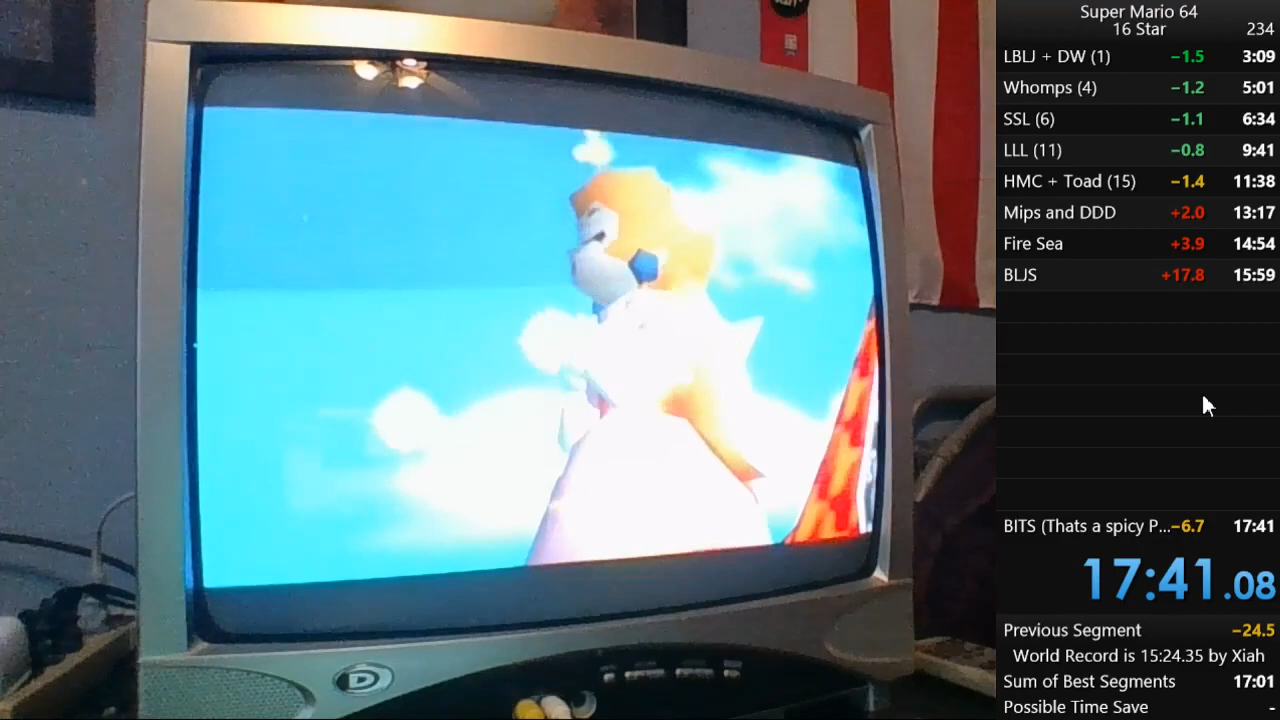 Super Mario 64
16 Star 234
LBLJ + DW (1) −1.5 3:09
Whomps (4) −1.2 5:01
SSL (6) −1.1 6:34
LLL (11) −0.8 9:41
HMC + Toad (15) −1.4 11:38
Mips and DDD +2.0 13:17
Fire Sea +3.9 14:54
BLJS +17.8 15:59
BITS (Thats a spicy P... −6.7 17:41
17:41.08
Previous Segment −24.5
World Record is 15:24.35 by Xiah
Sum of Best Segments 17:01
Possible Time Save -
D